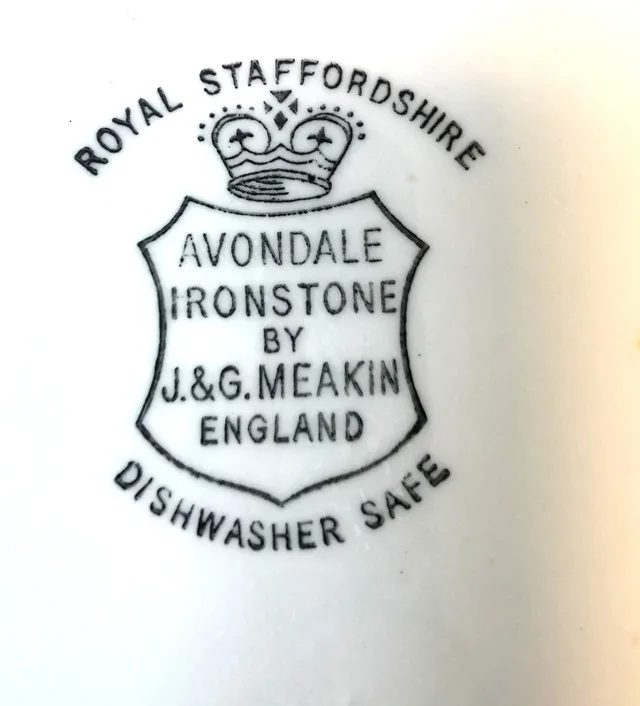 ROYAL STAFFORDSHIRE
AVONDALE
IRONSTONE
BY
J.&G. MEAKIN
ENGLAND
DISHWASHER SAFE